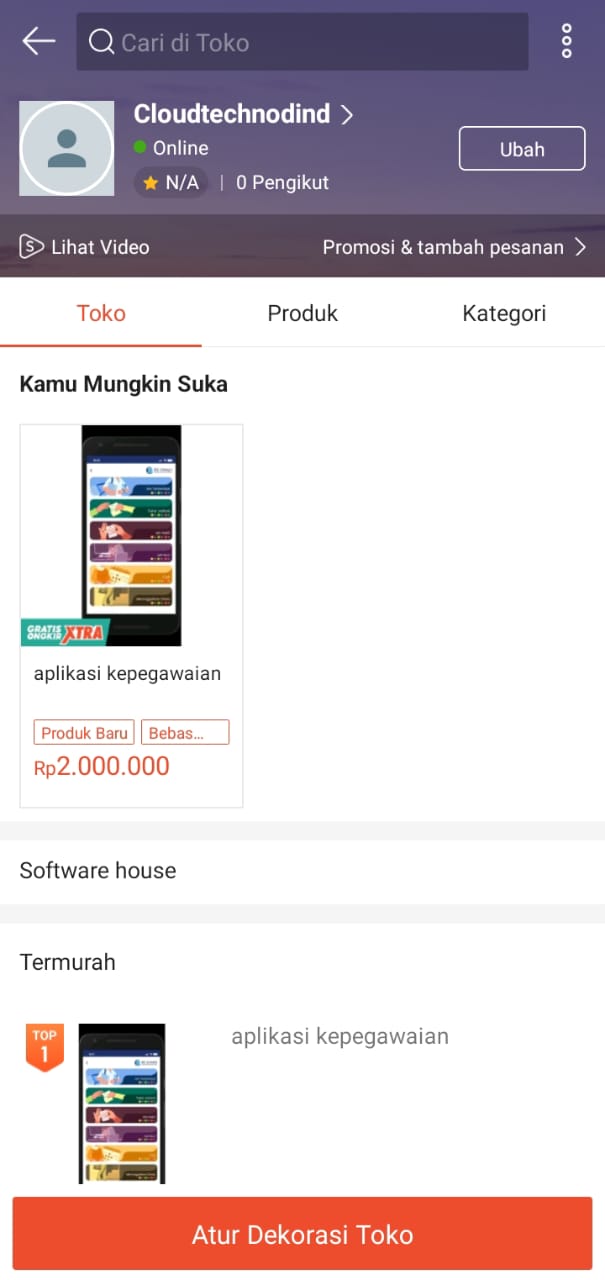 Cari di Toko
Cloudtechnodind
Online
Ubah
N/A | 0 Pengikut
Lihat Video
Promosi & tambah pesanan
Toko
Produk
Kategori
Kamu Mungkin Suka
GRATIS
ONGKIR XTRA
aplikasi kepegawaian
Produk Baru
Bebas...
Rp2.000.000
Software house
Termurah
TOP
1
aplikasi kepegawaian
Atur Dekorasi Toko